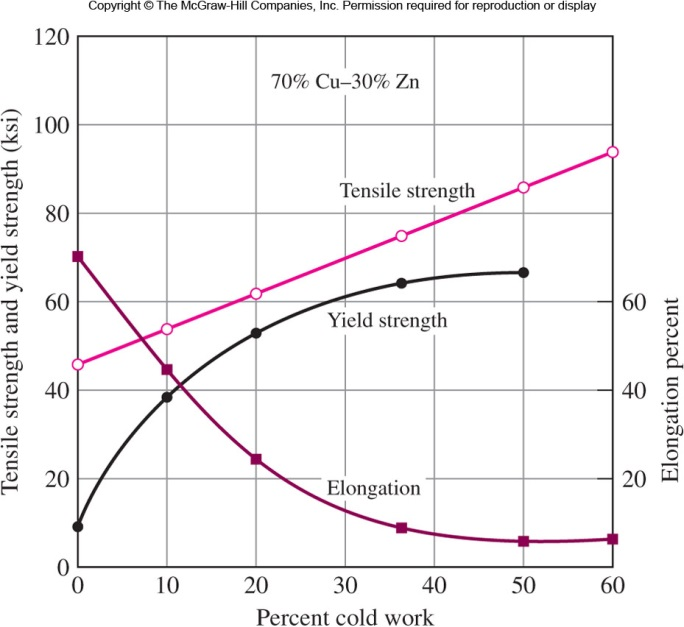 Copyright © The McGraw-Hill Companies, Inc. Permission required for reproduction or display
120
100
80
60
40
20
0
Tensile strength and yield strength (ksi)
70% Cu–30% Zn
Tensile strength
Yield strength
Elongation
60
40
20
Elongation percent
0 10 20 30 40 50 60
Percent cold work